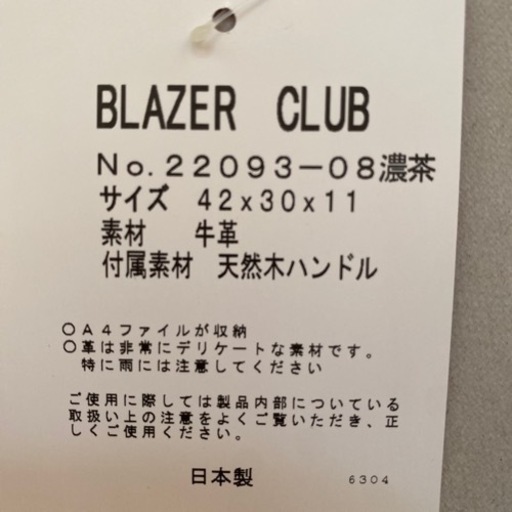 BLAZER CLUB
No.22093-08濃茶
サイズ 42x30x11
素材 牛革
付属素材 天然木ハンドル
○A4ファイルが収納
○革は非常にデリケートな素材です。
特に雨には注意してください
ご使用に際しては製品内部についている
取扱い上の注意をよくご覧いただき、正
しくご使用ください。
日本製 6304